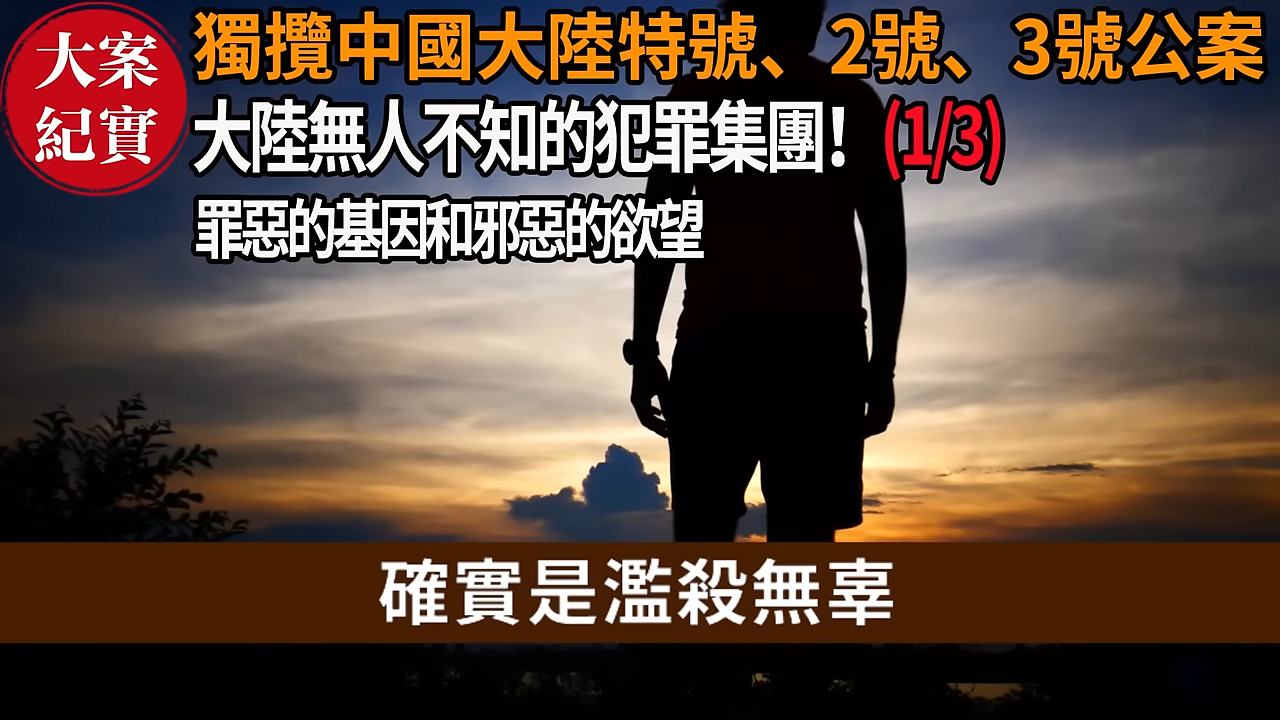 大案
紀實
獨攬中國大陸特號、2號、3號公案
大陸無人不知的犯罪集團！(1/3)
罪惡的基因和邪惡的欲望
確實是濫殺無辜